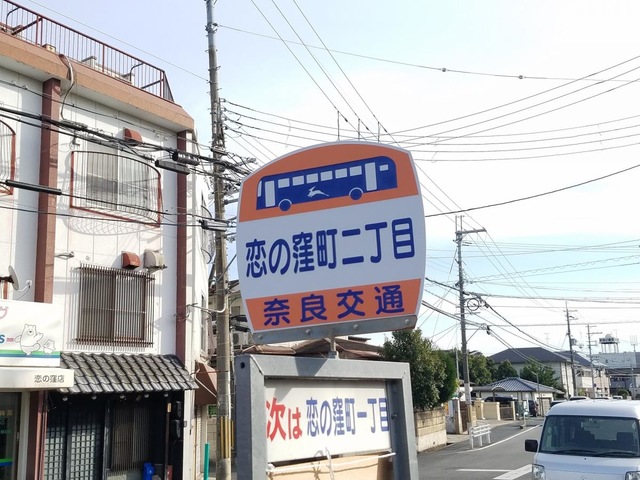 恋の窪町二丁目
奈良交通
次は 恋の窪町一丁目
恋の窪店